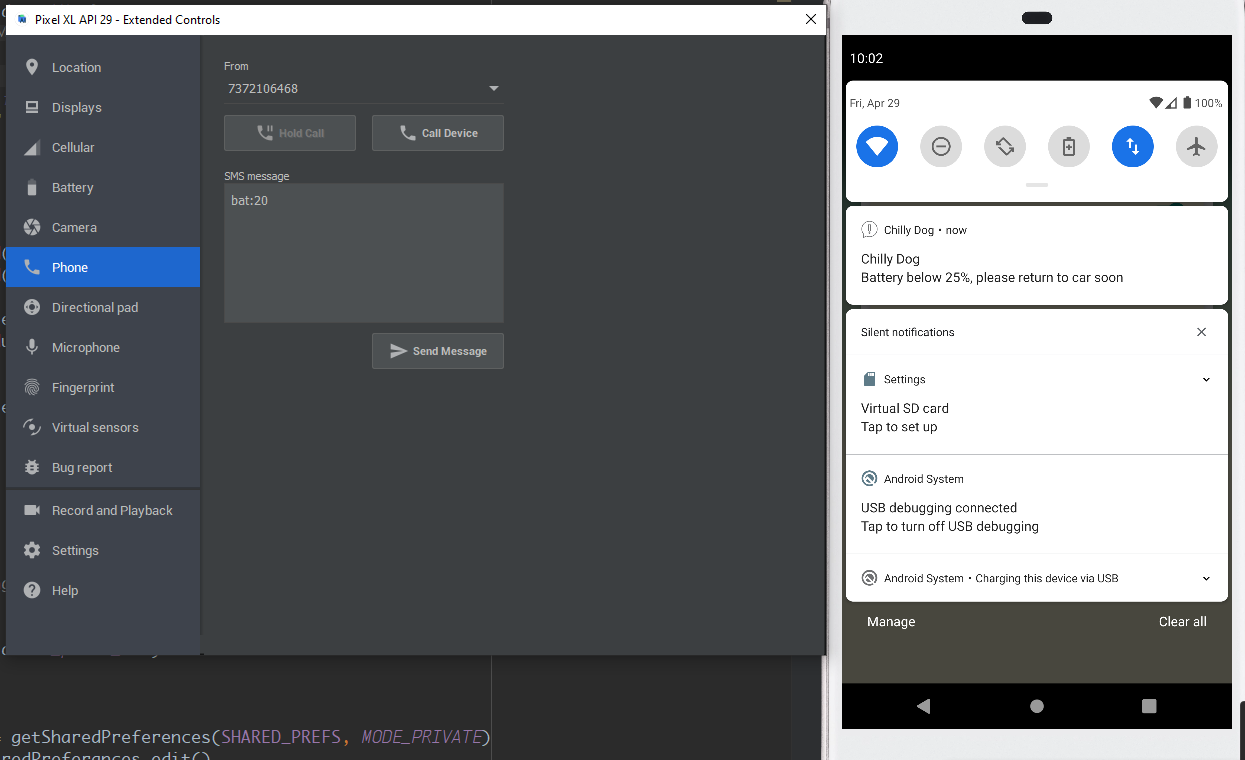 Pixel XL API 29 - Extended Controls
Location
Displays
Cellular
Battery
Camera
Phone
Directional pad
Microphone
Fingerprint
Virtual sensors
Bug report
Record and Playback
Settings
Help
From
7372106468
Hold Call
Call Device
SMS message
bat:20
Send Message
getSharedPreferences(SHARED_PREFS, MODE_PRIVATE)
10:02
Fri, Apr 29
100%
Chilly Dog • now
Chilly Dog
Battery below 25%, please return to car soon
Silent notifications
Settings
Virtual SD card
Tap to set up
Android System
USB debugging connected
Tap to turn off USB debugging
Android System • Charging this device via USB
Manage
Clear all